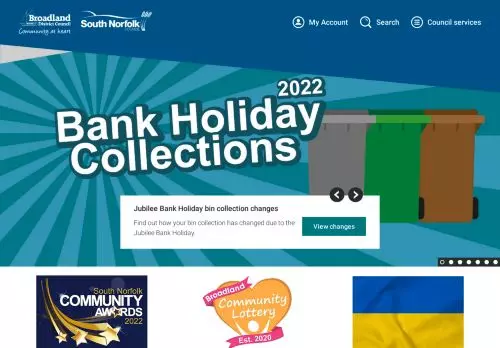 Broadland
District Council
Community at heart
South Norfolk
COUNCIL
My Account
Search
Council services
2022
Bank Holiday
Collections
Jubilee Bank Holiday bin collection changes
Find out how your bin collection has changed due to the
Jubilee Bank Holiday.
View changes
South Norfolk
COMMUNITY
AWARDS
2022
Broadland
Community
Lottery
Est. 2020